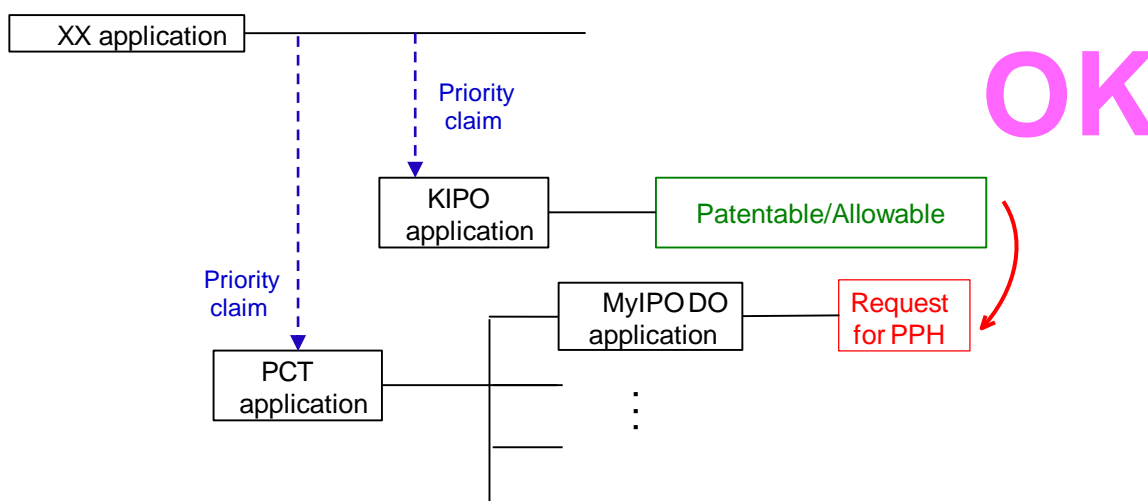 XX application
OK
Priority
claim
KIPO
application
Patentable/Allowable
Priority
claim
MyIPO DO
application
Request
for PPH
PCT
application